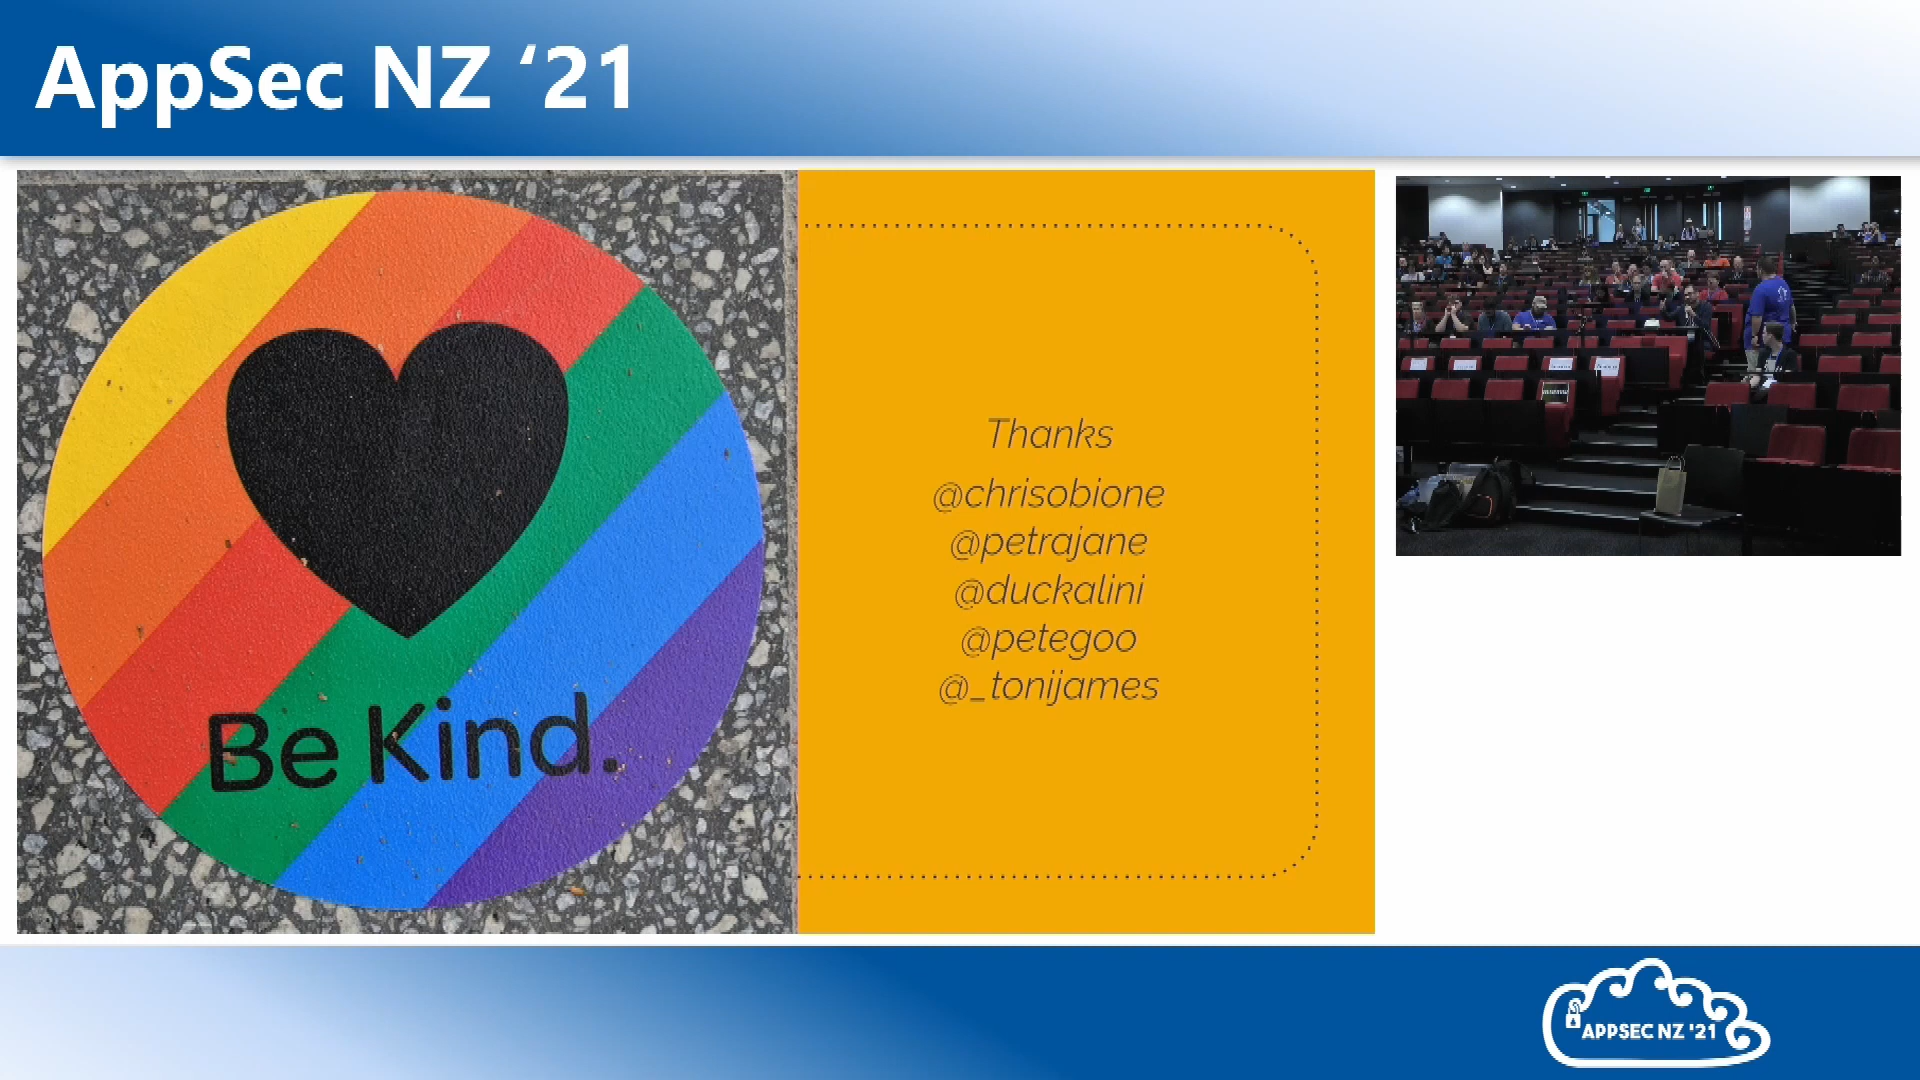 AppSec NZ ‘21
Be Kind.
Thanks
@chrisobione
@petrajane
@duckalini
@petegoo
@_tonijames
APPSEC NZ '21